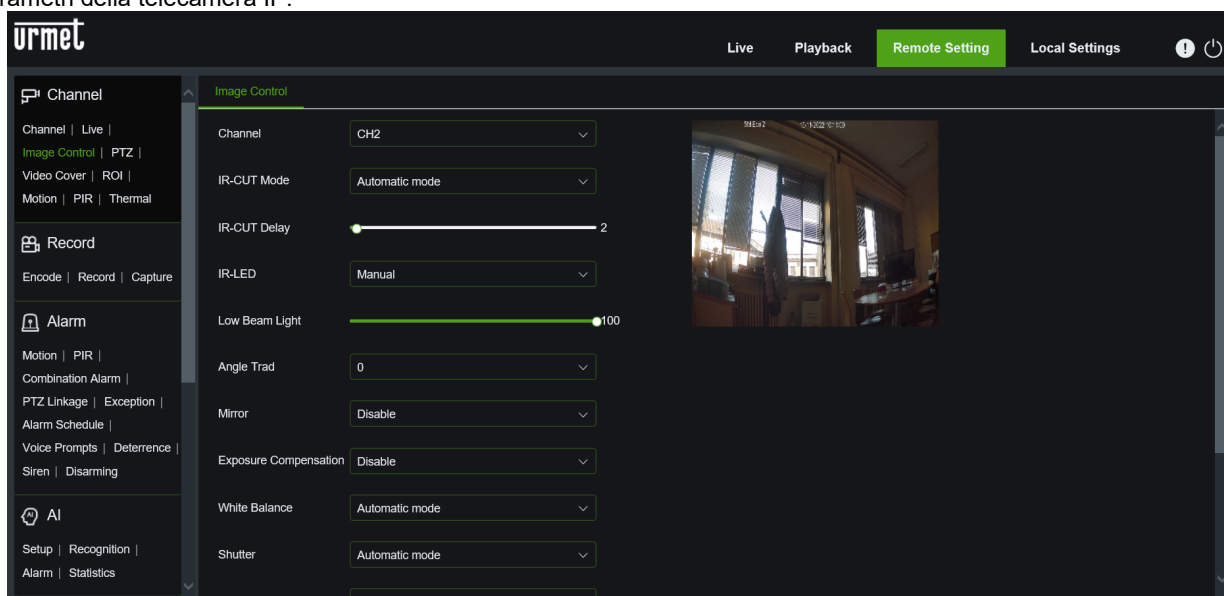 della telecamera IP.
urmet
Live Playback Remote Setting Local Settings
Channel
Channel | Live |
Image Control | PTZ |
Video Cover | ROI |
Motion | PIR | Thermal
Record
Encode | Record | Capture
Alarm
Motion | PIR |
Combination Alarm |
PTZ Linkage | Exception |
Alarm Schedule |
Voice Prompts | Deterrence |
Siren | Disarming
AI
Setup | Recognition |
Alarm | Statistics
Image Control
Channel CH2
IR-CUT Mode Automatic mode
IR-CUT Delay 2
IR-LED Manual
Low Beam Light 100
Angle Trad 0
Mirror Disable
Exposure Compensation Disable
White Balance Automatic mode
Shutter Automatic mode